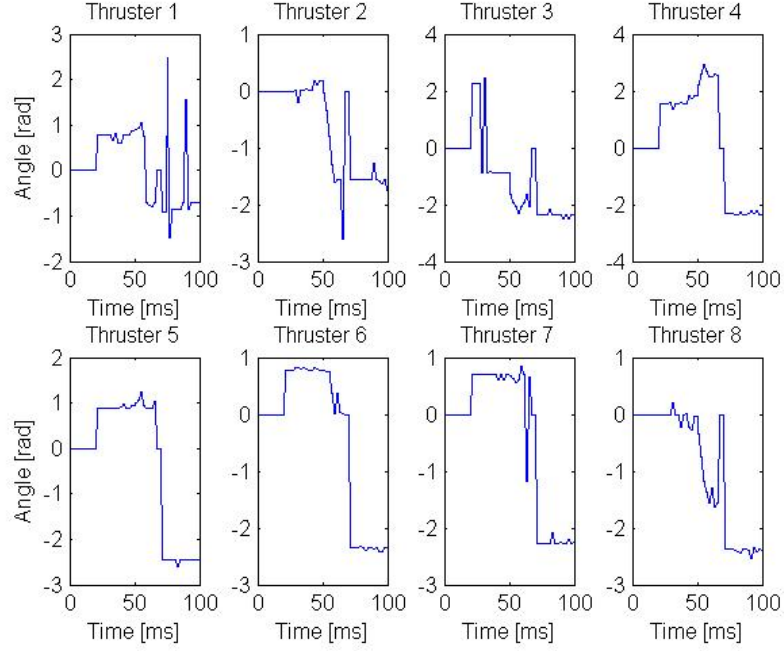 Thruster 1 Thruster 2 Thruster 3 Thruster 4
3 1 4 4
2 0 2 2
1 -1 0 0
0 -2 -2 -2
-1 -3 -4 -4
-2
Angle [rad]
0 50 100 0 50 100 0 50 100 0 50 100
Time [ms] Time [ms] Time [ms] Time [ms]
Thruster 5 Thruster 6 Thruster 7 Thruster 8
2 1 1 1
1 0 0 0
0 -1 -1 -1
-1 -2 -2 -2
-2 -3 -3 -3
-3
Angle [rad]
0 50 100 0 50 100 0 50 100 0 50 100
Time [ms] Time [ms] Time [ms] Time [ms]